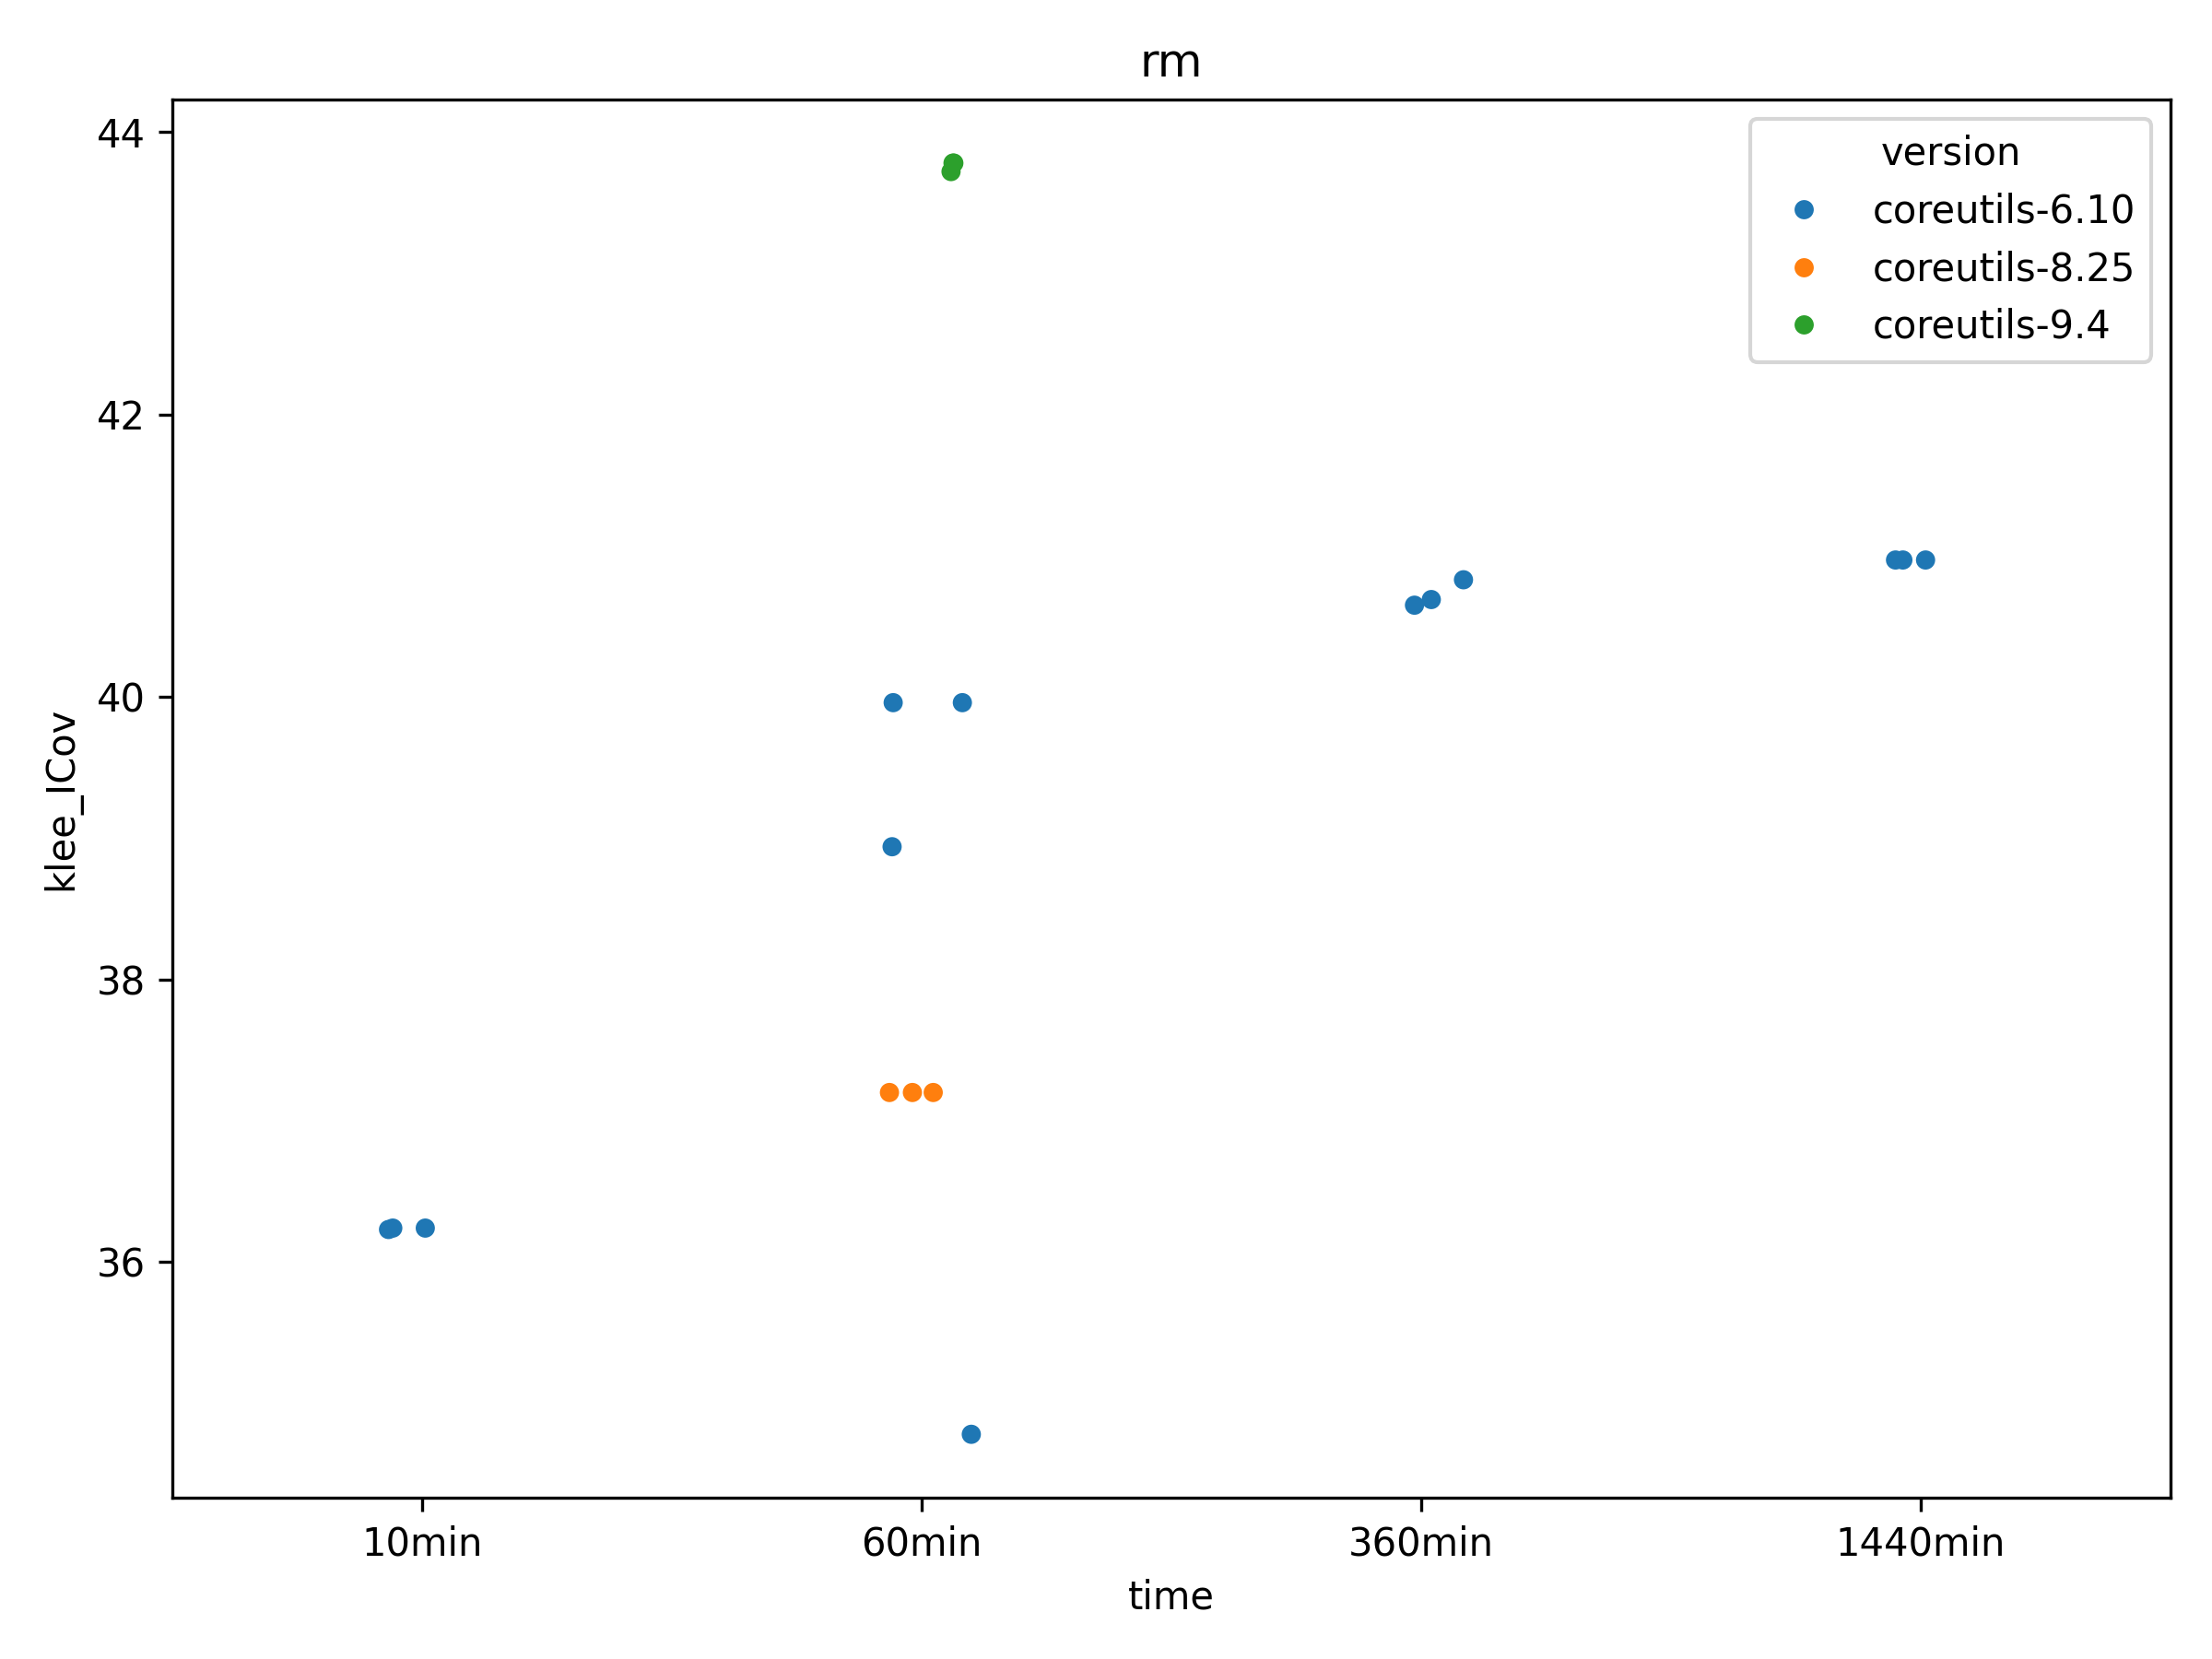 rm
version
coreutils-6.10
coreutils-8.25
coreutils-9.4
44
42
40
38
36
klee_ICov
10min
60min
360min
1440min
time